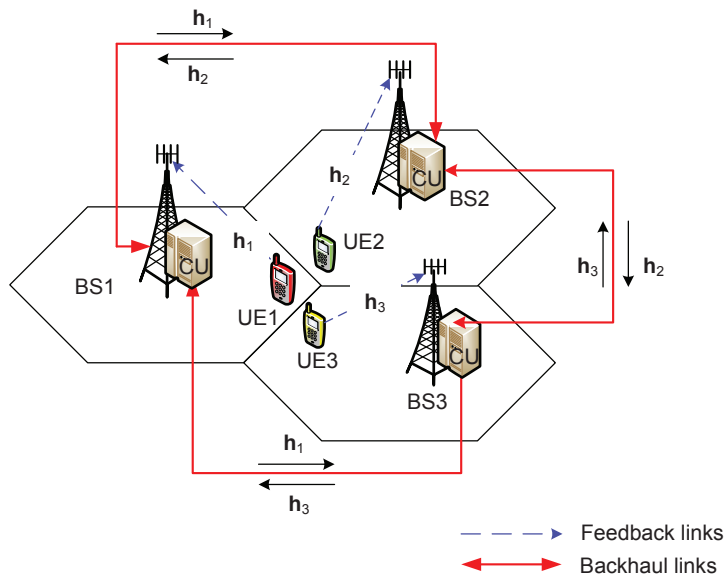 h1
h2
CU
BS2
h2
h1
UE2
CU
BS1
UE1
h3
UE3
h3
h2
CU
BS3
h1
h3
Feedback links
Backhaul links